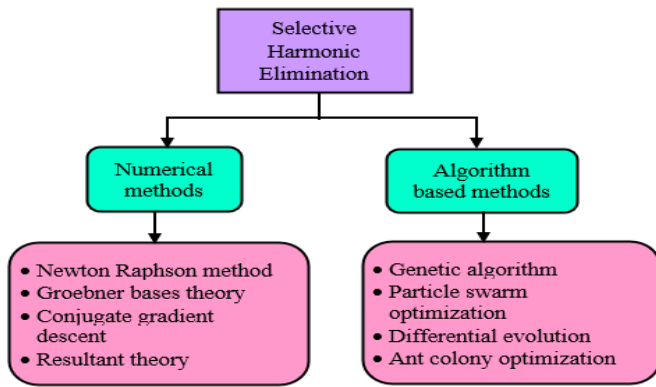 Selective
Harmonic
Elimination
Numerical
methods
Algorithm
based methods
• Newton Raphson method
• Groebner bases theory
• Conjugate gradient
descent
• Resultant theory
• Genetic algorithm
• Particle swarm
optimization
• Differential evolution
• Ant colony optimization